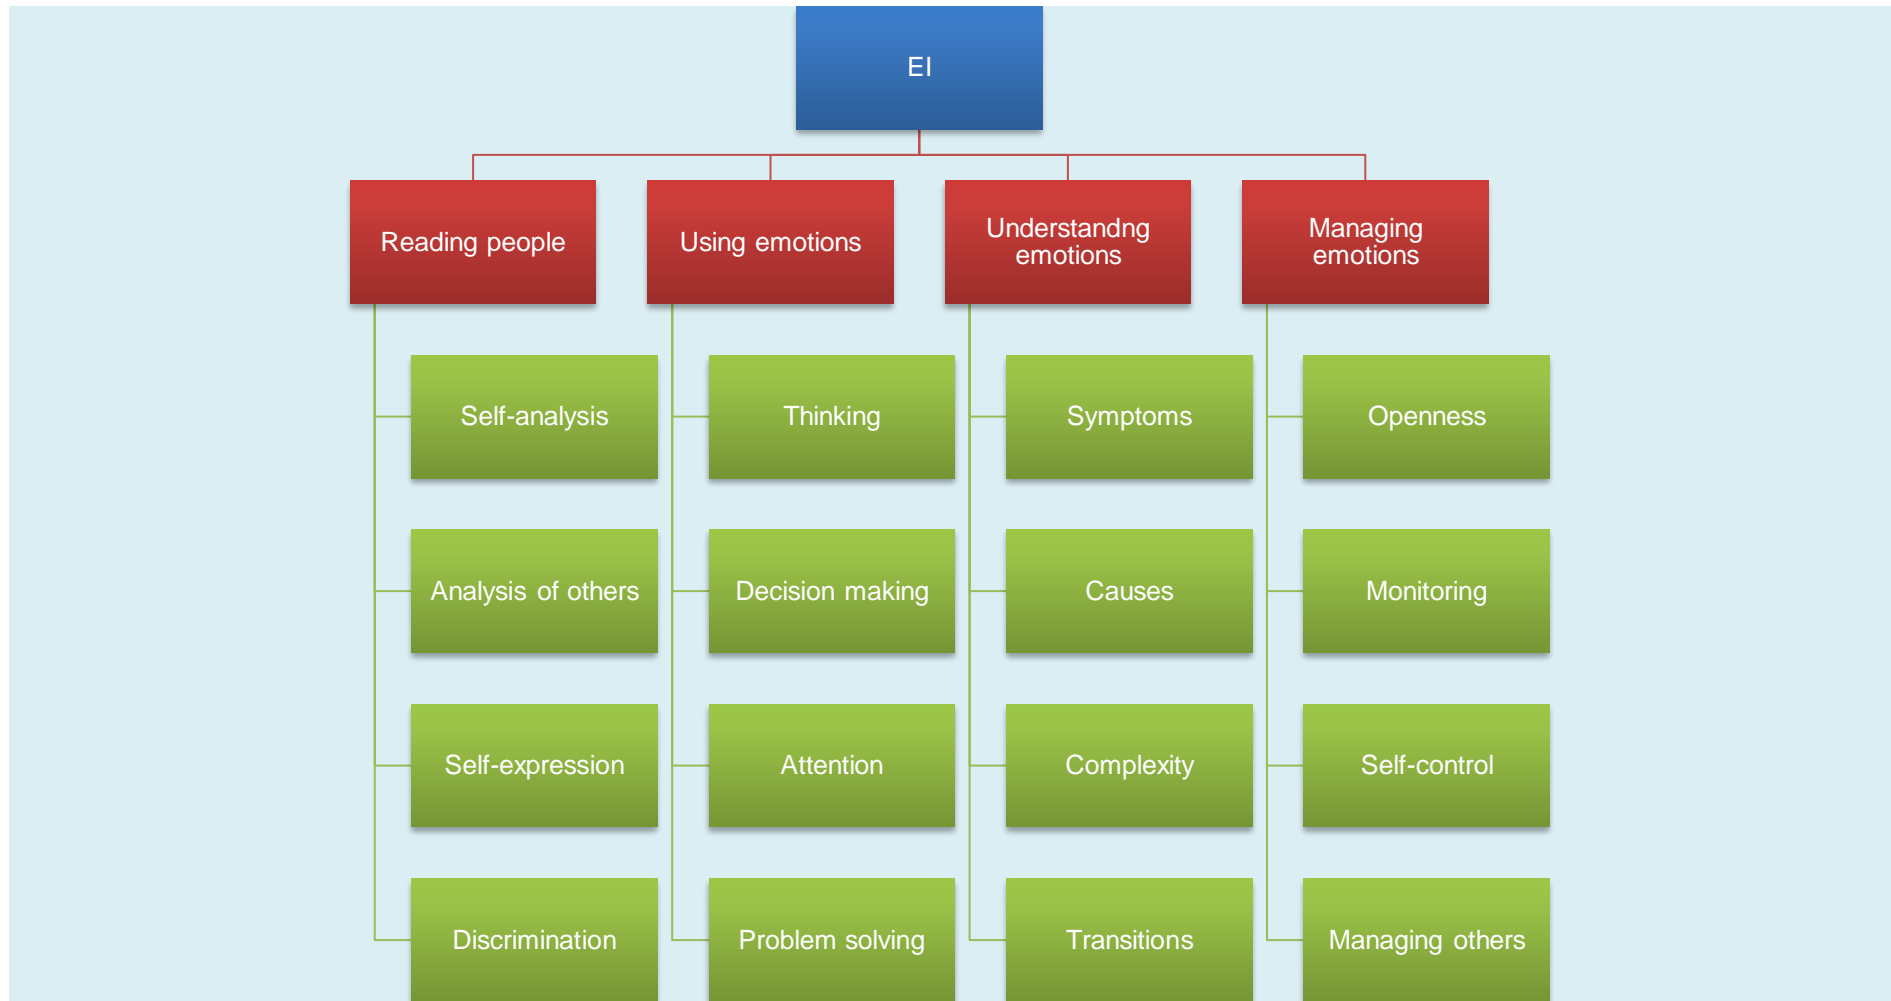 EI
Reading people
Using emotions
Understandng
emotions
Managing
emotions
Self-analysis
Thinking
Symptoms
Openness
Analysis of others
Decision making
Causes
Monitoring
Self-expression
Attention
Complexity
Self-control
Discrimination
Problem solving
Transitions
Managing others